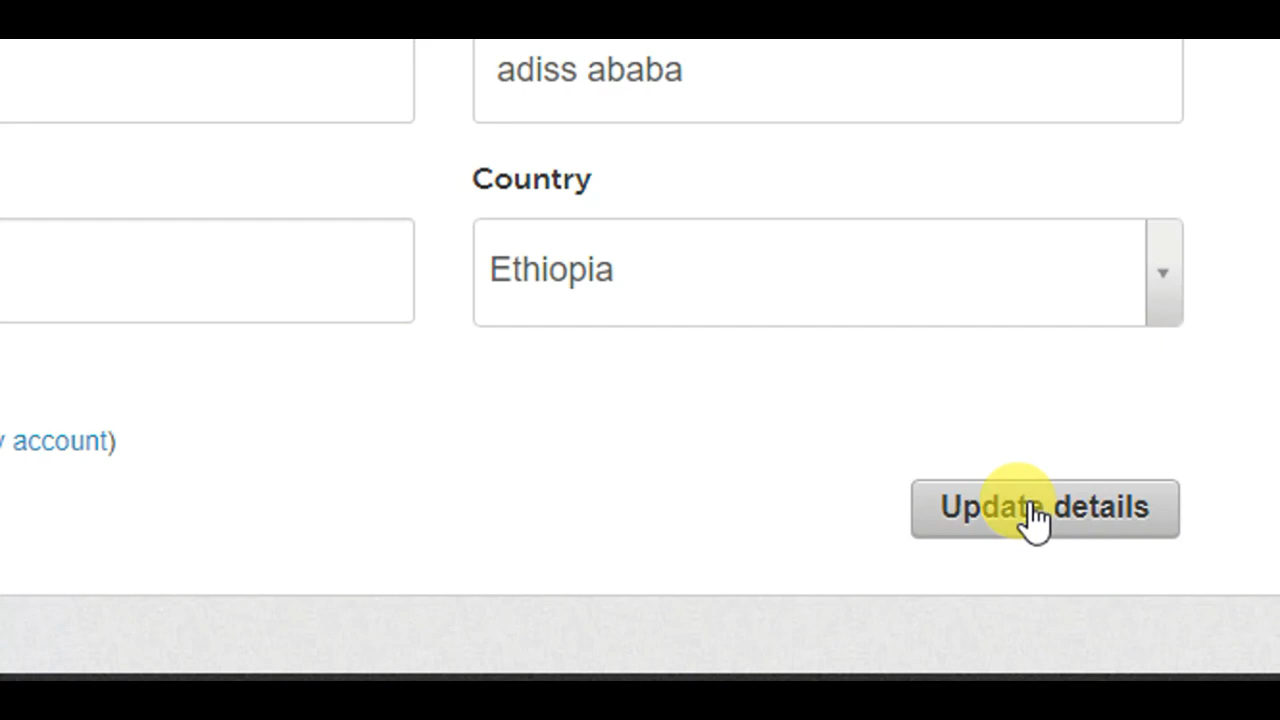 adiss ababa
Country
Ethiopia
account)
Update details